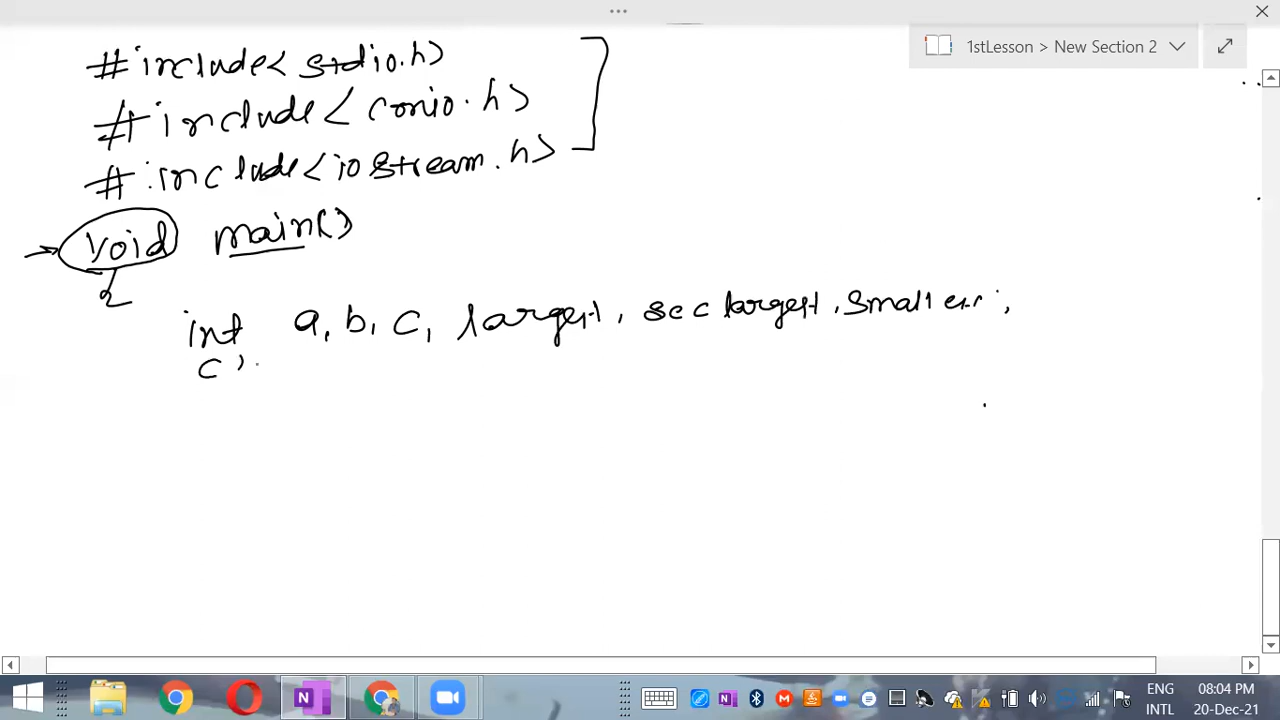 1stLesson > New Section 2
#include<stdio.h>
#include<conio.h>
#include<iostream.h>
void main()
{
int a, b, c, largest, seclargest, smallest;
ci
ENG
INTL
08:04 PM
20-Dec-21